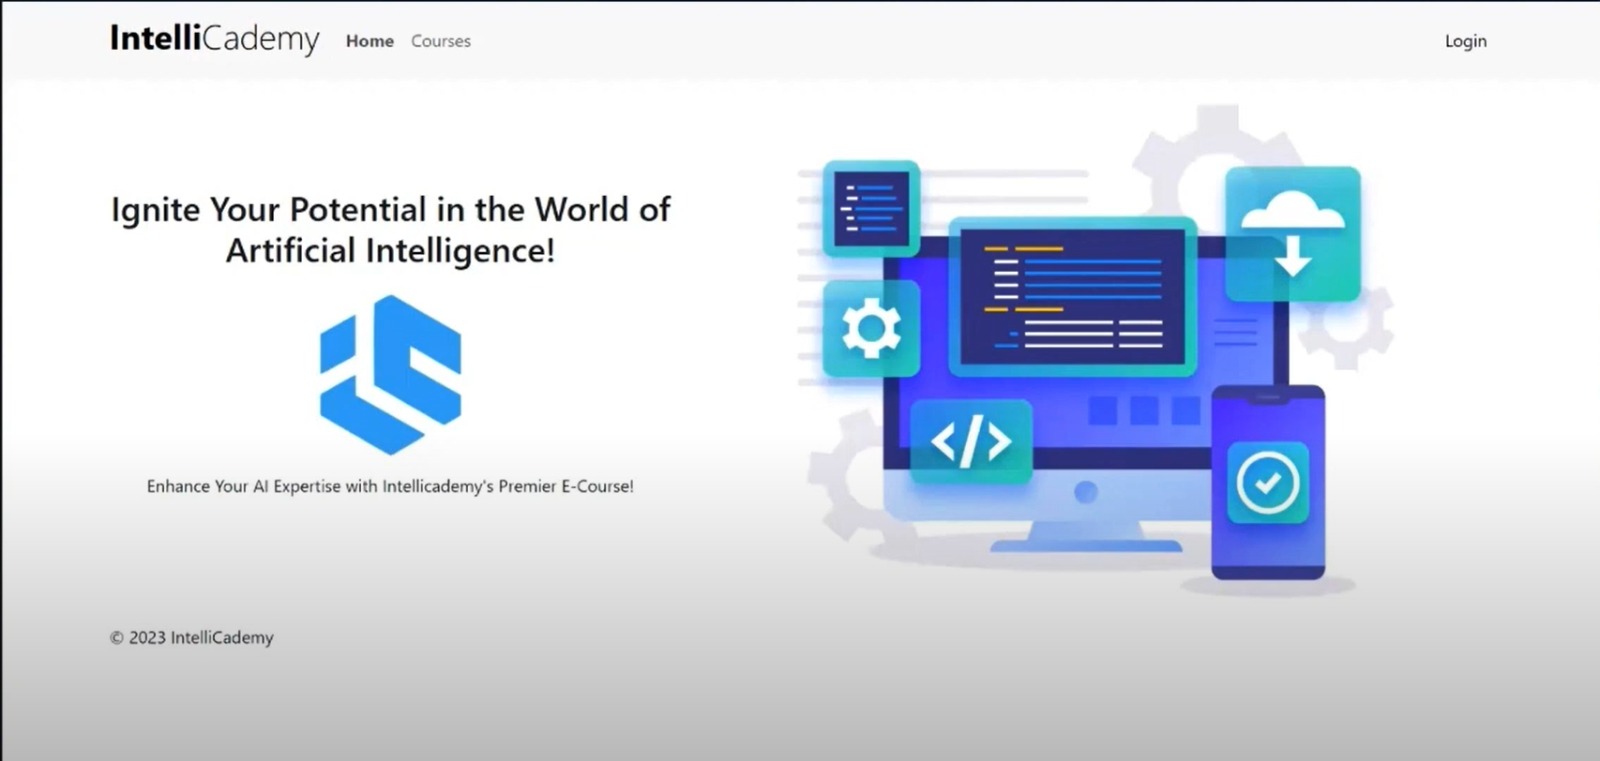 IntelliCademy
Home
Courses
Login
Ignite Your Potential in the World of
Artificial Intelligence!
Enhance Your AI Expertise with Intellicademy's Premier E-Course!
</>
© 2023 IntelliCademy